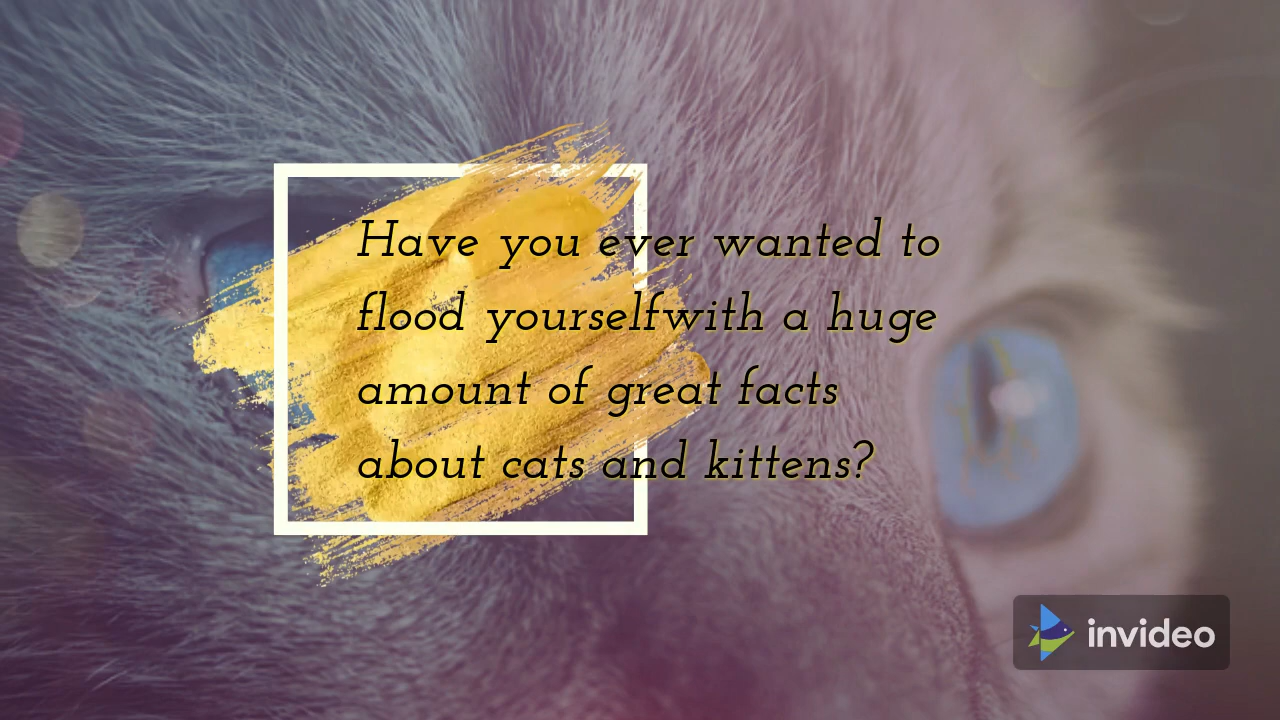 Have you ever wanted to
flood yourselfwith a huge
amount of great facts
about cats and kittens?
invideo